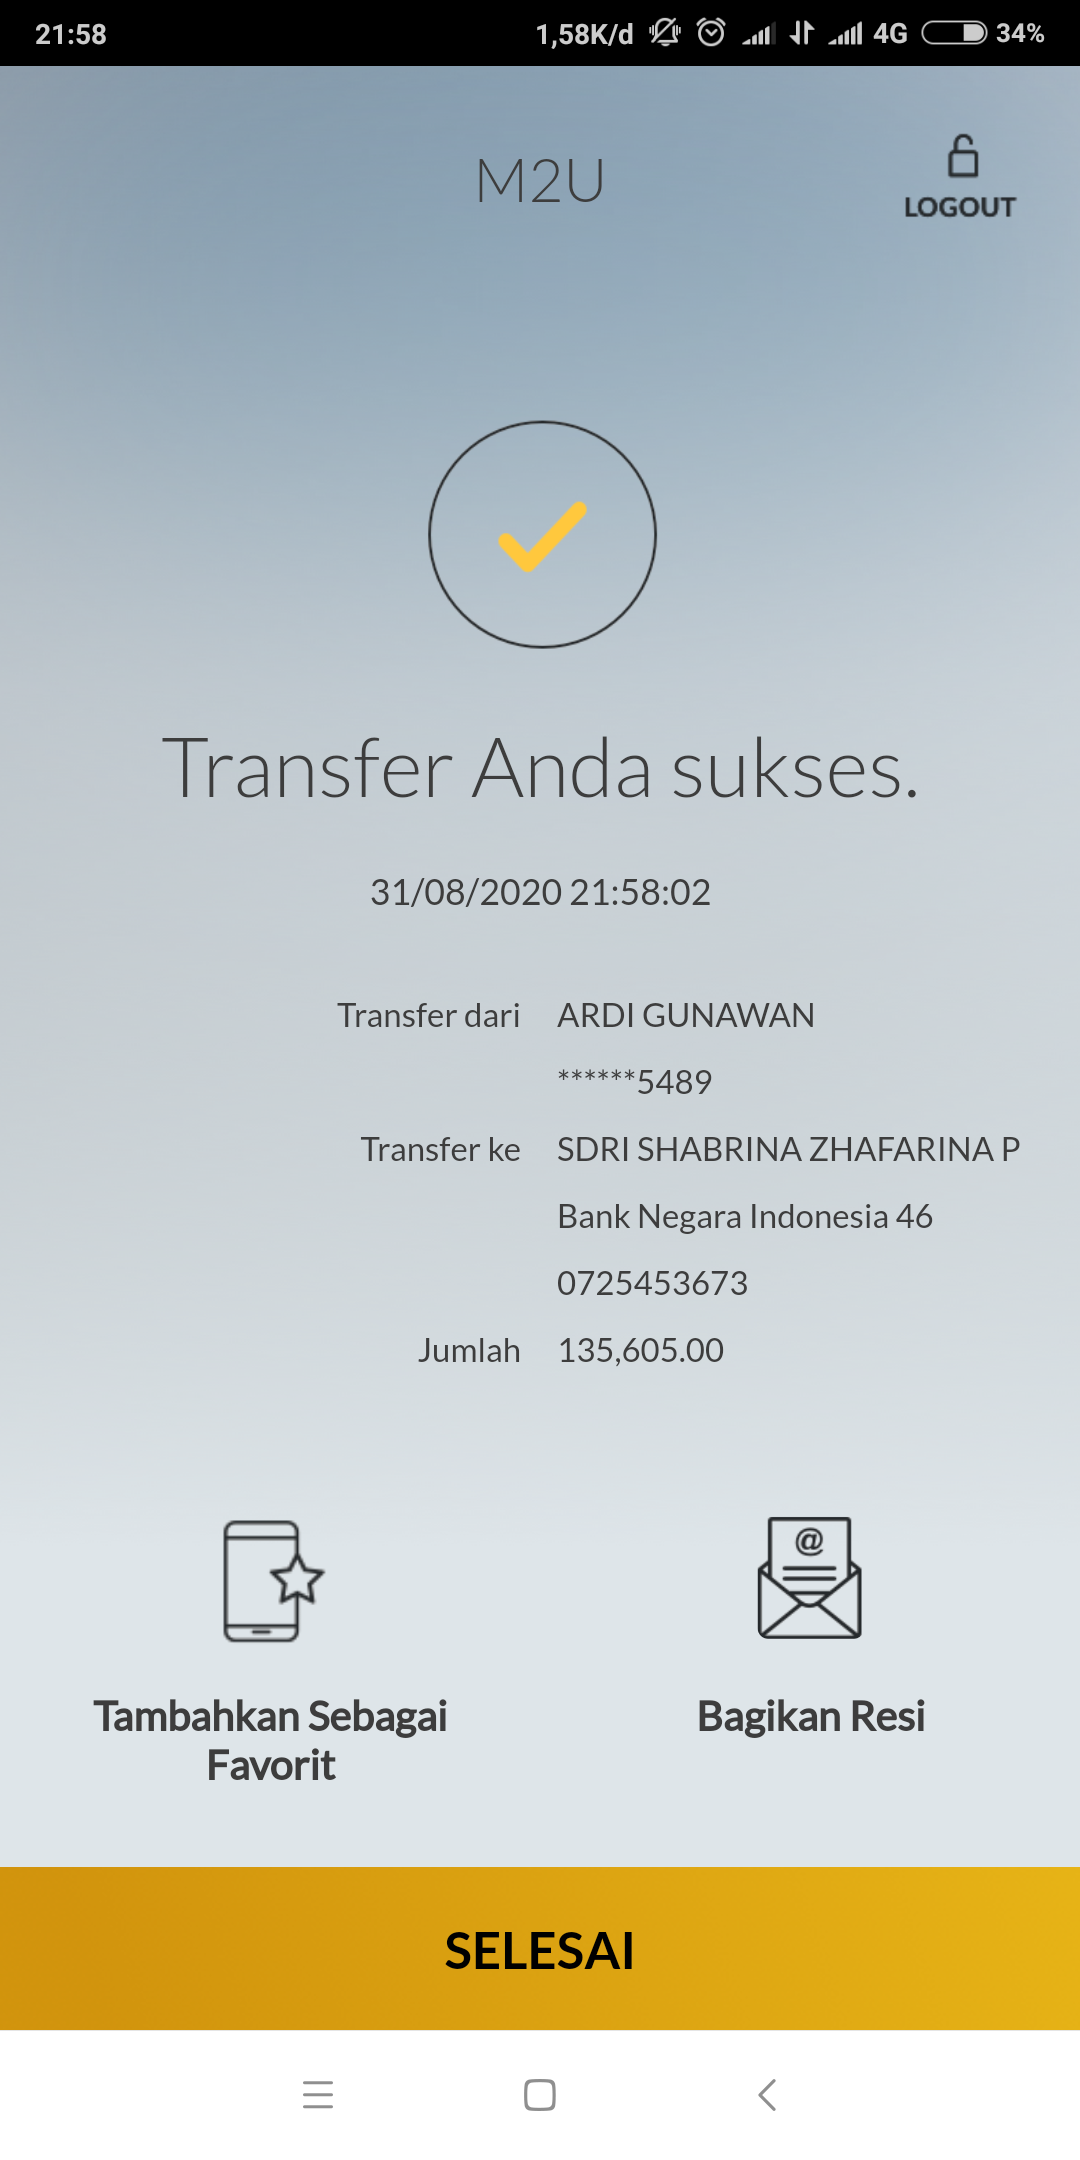 21:58 1,58K/d 4G 34%
M2U
LOGOUT
Transfer Anda sukses.
31/08/2020 21:58:02
Transfer dari ARDI GUNAWAN
******5489
Transfer ke SDRI SHABRINA ZHAFARINA P
Bank Negara Indonesia 46
0725453673
Jumlah 135,605.00
@
Tambahkan Sebagai
Favorit
Bagikan Resi
SELESAI